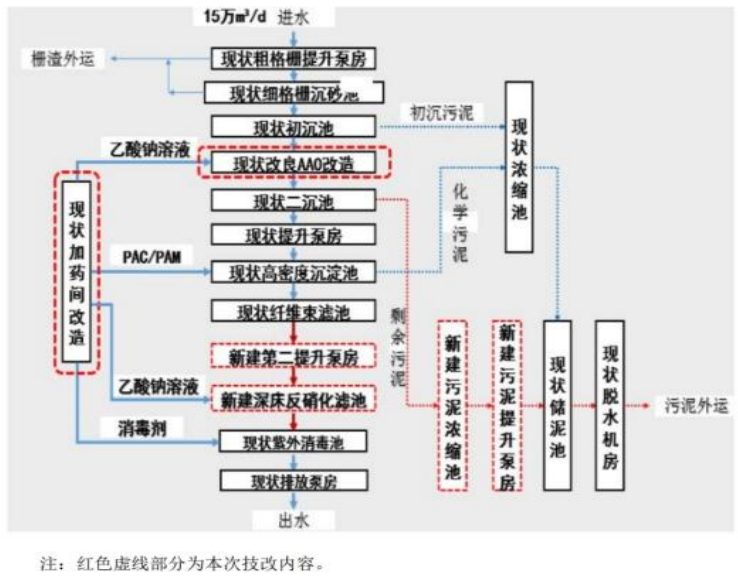 15万m³/d 进水
栅渣外运
现状粗格栅提升泵房
现状细格栅沉砂池
初沉污泥
现状初沉池
现状浓缩池
乙酸钠溶液
现状改良AAO改造
现状加药间改造
现状二沉池
化学污泥
现状提升泵房
PAC/PAM
现状高密度沉淀池
现状纤维束滤池
剩余污泥
新建第二提升泵房
新建污泥浓缩池
新建污泥提升泵房
现状储泥池
现状脱水机房
污泥外运
乙酸钠溶液
新建深床反硝化滤池
消毒剂
现状紫外消毒池
现状排放泵房
出水
注：红色虚线部分为本次技改内容。